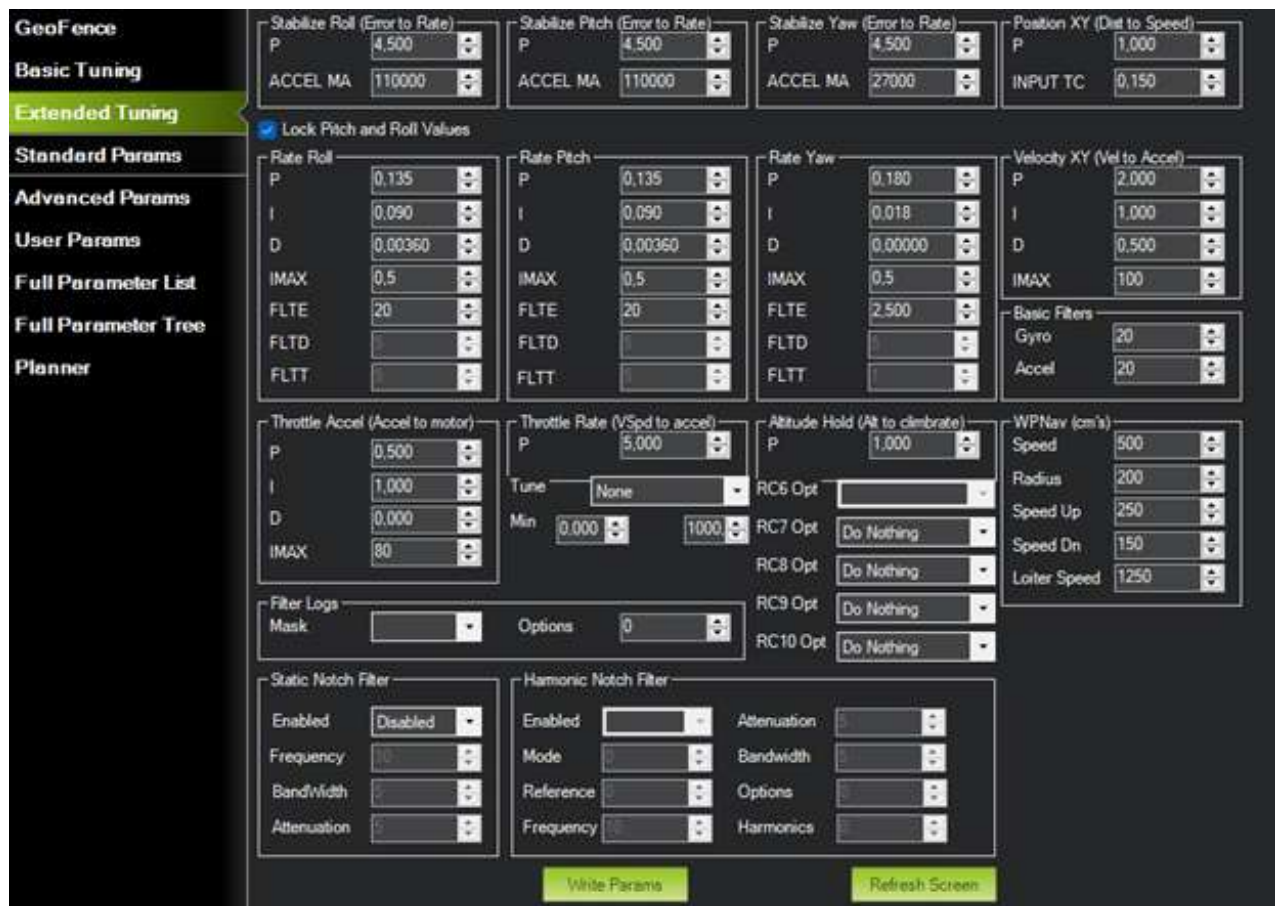 GeoFence
Basic Tuning
Extended Tuning
Standard Params
Advanced Params
User Params
Full Parameter List
Full Parameter Tree
Planner
Stabilize Roll (Error to Rate)
P 4,500
ACCEL MA 110000
Stabilize Pitch (Error to Rate)
P 4,500
ACCEL MA 110000
Stabilize Yaw (Error to Rate)
P 4,500
ACCEL MA 27000
Position XY (Dist to Speed)
P 1,000
INPUT TC 0,150
Lock Pitch and Roll Values
Rate Roll
P 0,135
I 0,090
D 0,00360
IMAX 0,5
FLTE 20
FLTD
FLTT
Rate Pitch
P 0,135
I 0,090
D 0,00360
IMAX 0,5
FLTE 20
FLTD
FLTT
Rate Yaw
P 0,180
I 0,018
D 0,00000
IMAX 0,5
FLTE 2,500
FLTD
FLTT
Velocity XY (Vel to Accel)
P 2,000
I 1,000
D 0,500
IMAX 100
Basic Filters
Gyro 20
Accel 20
Throttle Accel (Accel to motor)
P 0,500
I 1,000
D 0,000
IMAX 80
Throttle Rate (VSpd to accel)
P 5,000
Tune None
Min 0,000 1000,
Altitude Hold (Alt to climbrate)
P 1,000
RC6 Opt
RC7 Opt Do Nothing
RC8 Opt Do Nothing
RC9 Opt Do Nothing
RC10 Opt Do Nothing
WPNav (cm's)
Speed 500
Radius 200
Speed Up 250
Speed Dn 150
Loiter Speed 1250
Filter Logs
Mask
Options 0
Static Notch Filter
Enabled Disabled
Frequency
BandWidth 5
Attenuation 5
Harmonic Notch Filter
Enabled
Mode
Reference
Frequency
Attenuation
Bandwidth
Options
Harmonics
Write Params
Refresh Screen